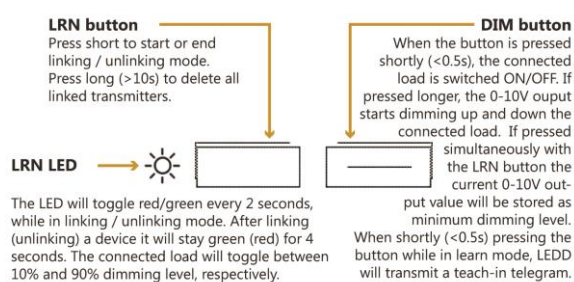 LRN button
Press short to start or end
linking / unlinking mode.
Press long (>10s) to delete all
linked transmitters.
DIM button
When the button is pressed
shortly (<0.5s), the connected
load is switched ON/OFF. If
pressed longer, the 0-10V ouput
starts dimming up and down the
connected load. If pressed
simultaneously with
the LRN button the
current 0-10V out-
put value will be stored as
minimum dimming level.
When shortly (<0.5s) pressing the
button while in learn mode, LEDD
will transmit a teach-in telegram.
LRN LED
The LED will toggle red/green every 2 seconds,
while in linking / unlinking mode. After linking
(unlinking) a device it will stay green (red) for 4
seconds. The connected load will toggle between
10% and 90% dimming level, respectively.